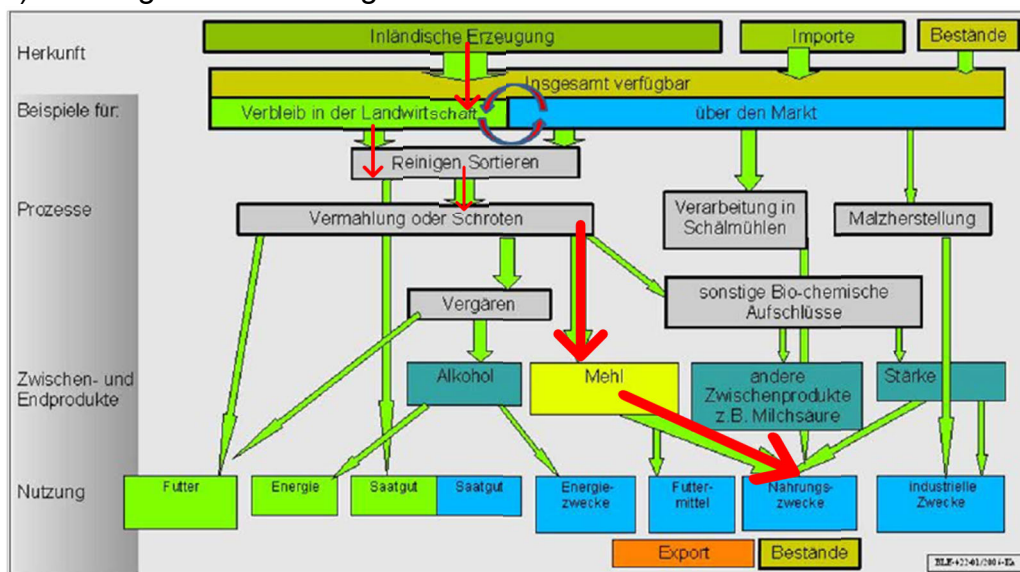 Inländische Erzeugung
Importe
Bestände
Herkunft
Insgesamt verfügbar
Beispiele für:
Verbleib in der Landwirtschaft
über den Markt
Reinigen, Sortieren
Prozesse
Vermahlung oder Schroten
Verarbeitung in
Schälmühlen
Malzherstellung
Vergären
sonstige Bio-chemische
Aufschlüsse
Zwischen- und
Endprodukte
Alkohol
Mehl
andere
Zwischenprodukte
z.B. Milchsäure
Stärke
Nutzung
Futter
Energie
Saatgut
Saatgut
Energie-
zwecke
Futter-
mittel
Nahrungs-
zwecke
industrielle
Zwecke
Export
Bestände